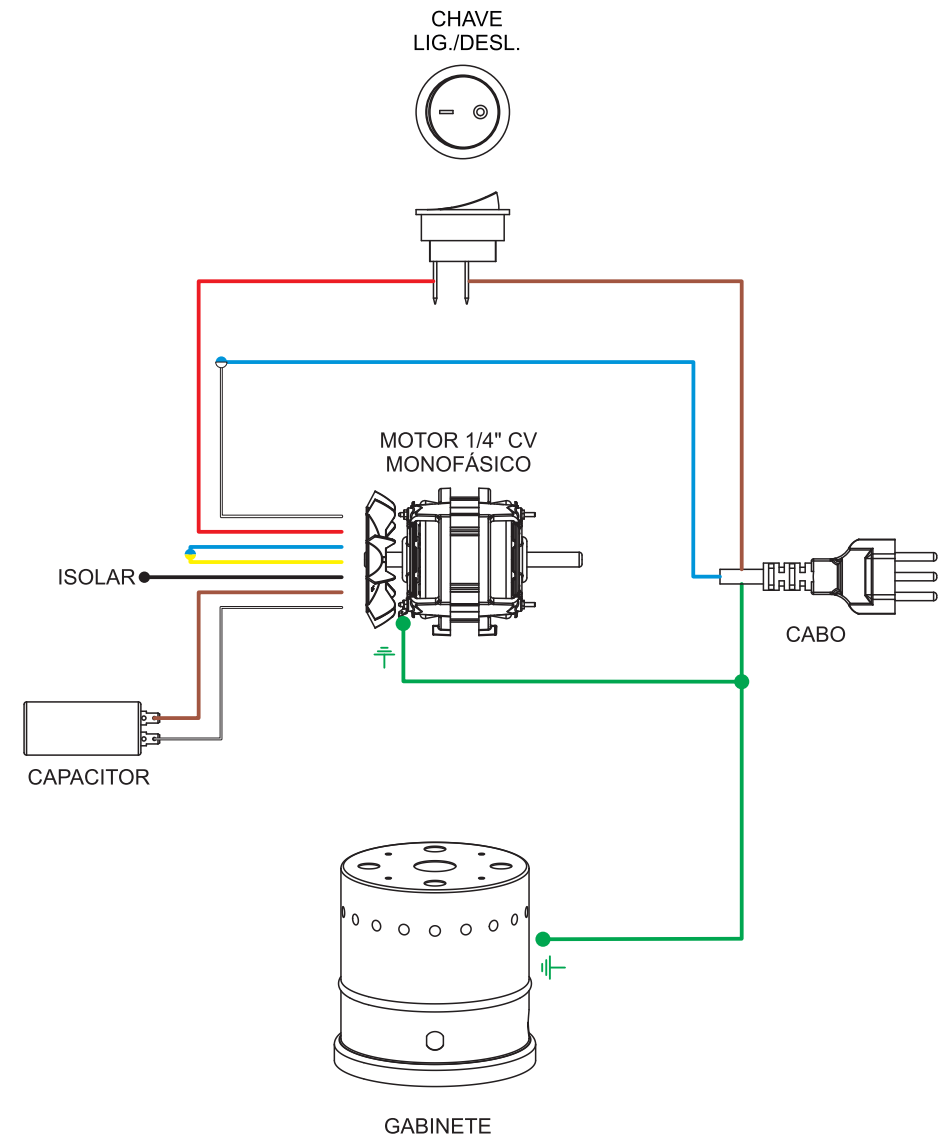 CHAVE
LIG./DESL.
MOTOR 1/4" CV
MONOFÁSICO
ISOLAR
CABO
CAPACITOR
GABINETE